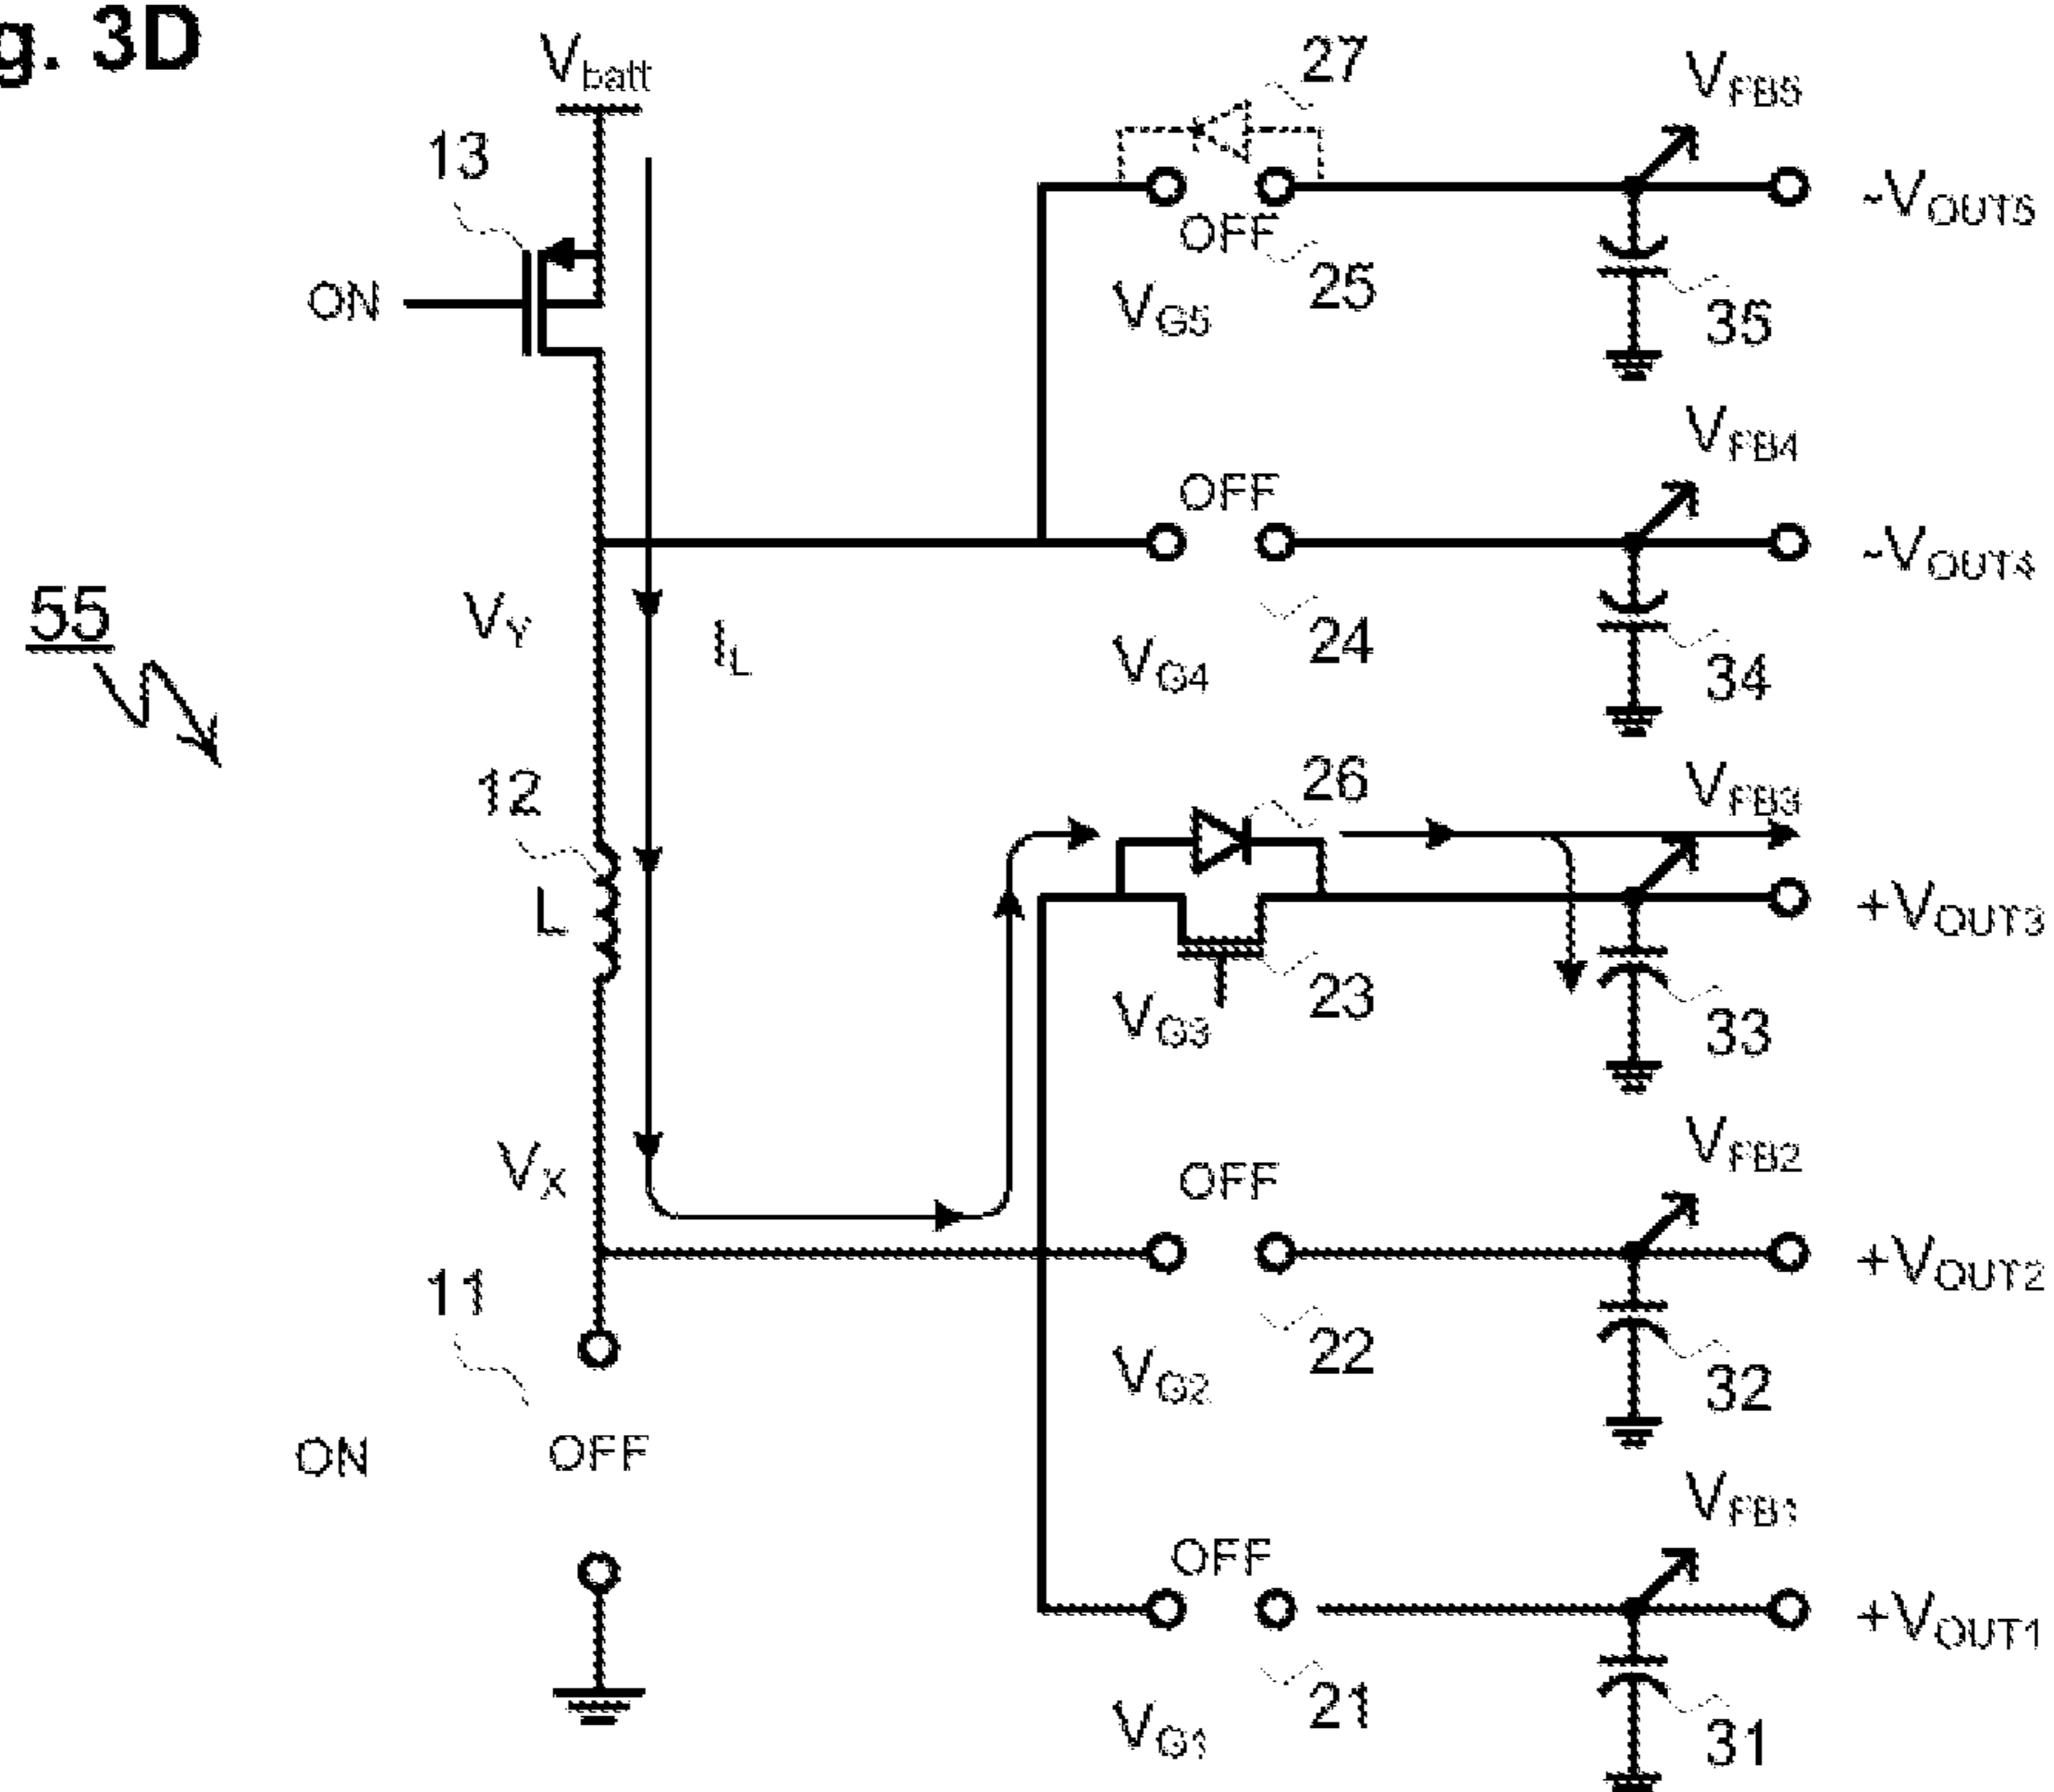 g. 3D
Vbatt
27
VFB5
13
-VOUT5
OFF
25
ON
VG5
35
VFB4
OFF
-VOUT4
55
VY
IL
24
VG4
34
12
26
VFB3
L
+VOUT3
23
VG3
33
VX
OFF
VFB2
11
+VOUT2
22
VG2
32
ON
OFF
VFB1
OFF
+VOUT1
21
VG1
31